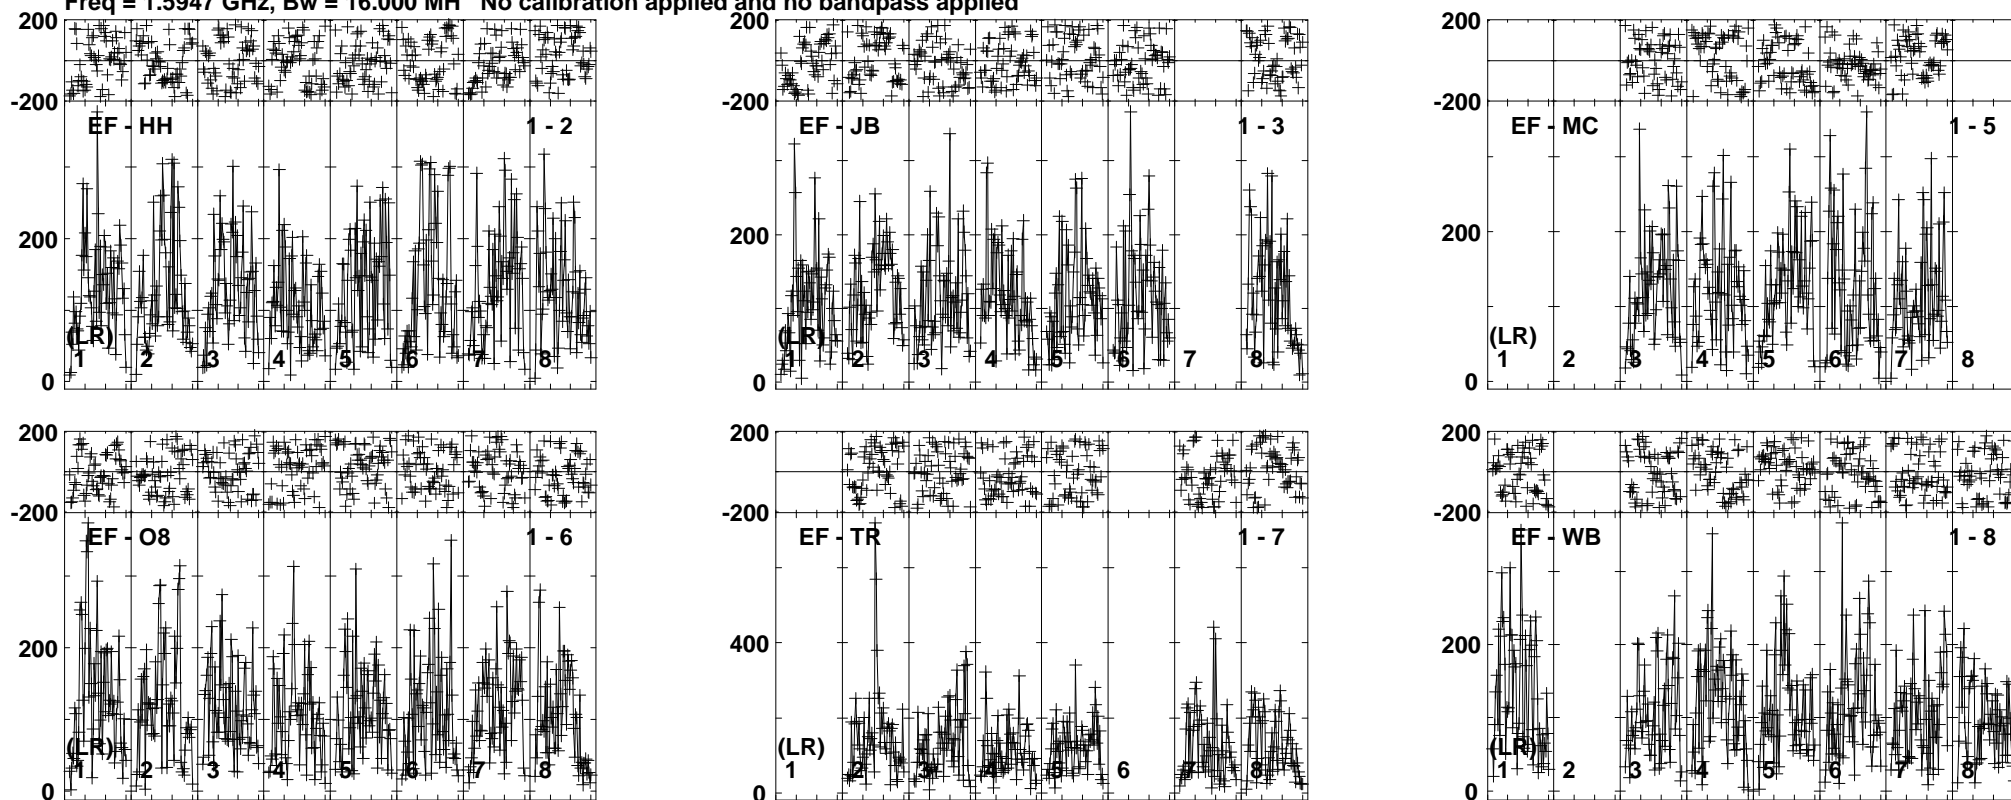 Freq = 1.5947 GHz, Bw = 16.000 MH No calibration applied and no bandpass applied
200
-200
EF - HH 1 - 2
200
(LR)
1 2 3 4 5 6 7 8
0
200
-200
EF - JB 1 - 3
200
(LR)
1 2 3 4 5 6 7 8
0
200
-200
EF - MC 1 - 5
200
(LR)
1 2 3 4 5 6 7 8
0
200
-200
EF - O8 1 - 6
200
(LR)
1 2 3 4 5 6 7 8
0
200
-200
EF - TR 1 - 7
400
(LR)
1 2 3 4 5 6 7 8
0
200
-200
EF - WB 1 - 8
200
(LR)
1 2 3 4 5 6 7 8
0